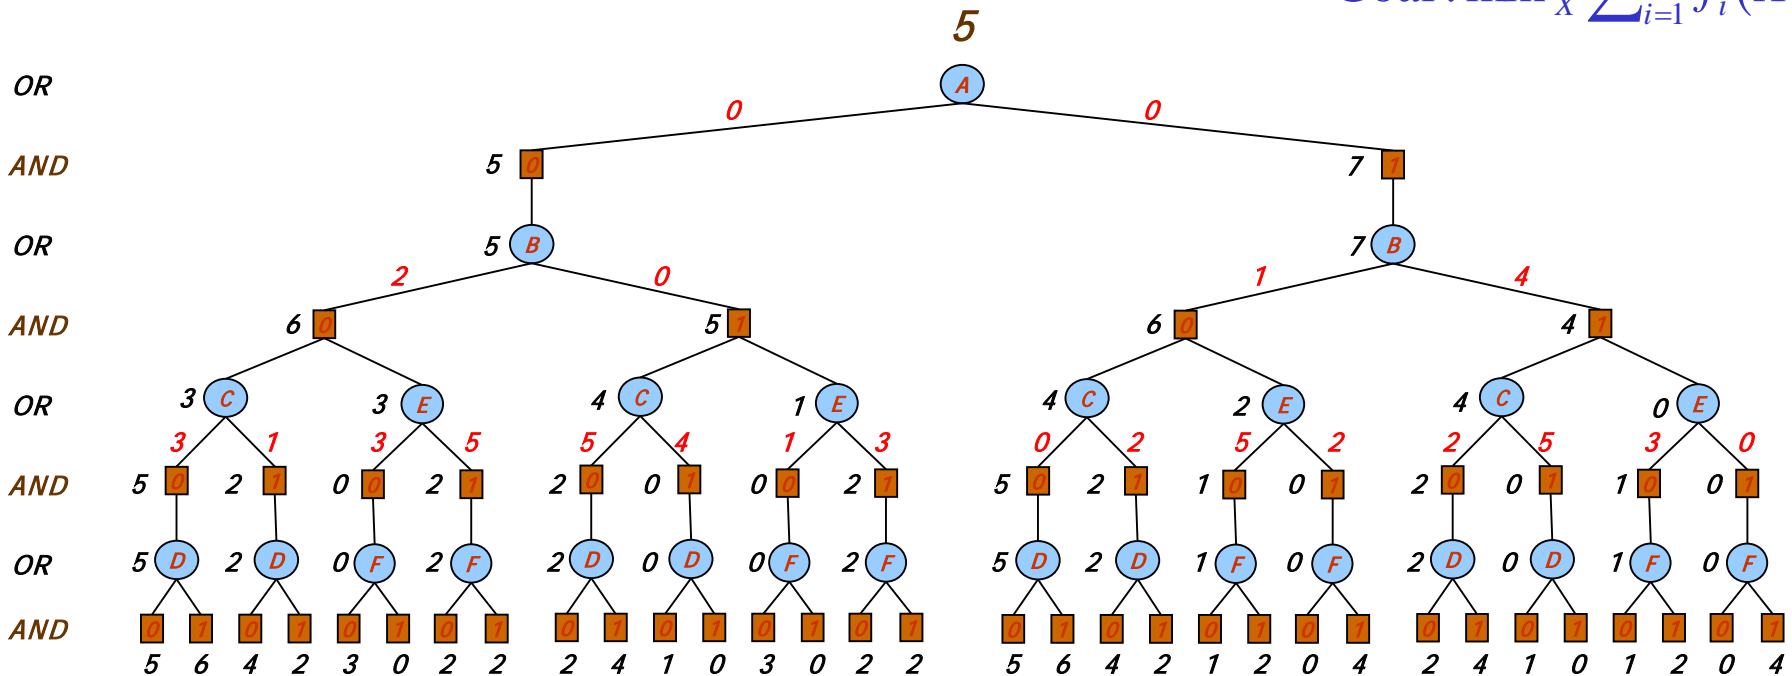 5
OR A
0 0
AND 5 0 7 1
OR 5 B 7 B
2 0 1 4
AND 6 0 5 1 6 0 4 1
OR 3 C 3 E 4 C 1 E 4 C 2 E 4 C 0 E
3 1 3 5 5 4 1 3 0 2 5 2 2 5 3 0
AND 5 0 2 1 0 0 2 1 2 0 0 1 0 0 2 1 5 0 2 1 1 0 0 1 2 0 0 1 1 0 0 1
OR 5 D 2 D 0 F 2 F 2 D 0 D 0 F 2 F 5 D 2 D 1 F 0 F 2 D 0 D 1 F 0 F
AND 0 1 0 1 0 1 0 1 0 1 0 1 0 1 0 1 0 1 0 1 0 1 0 1 0 1 0 1 0 1 0 1
5 6 4 2 3 0 2 2 2 4 1 0 3 0 2 2 5 6 4 2 1 2 0 4 2 4 1 0 1 2 0 4